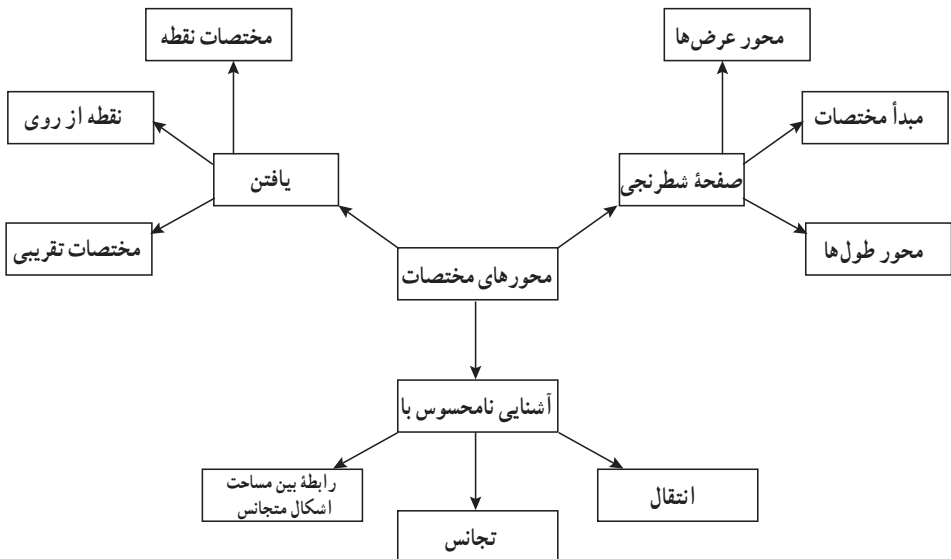 محور عرض‌ها
مختصات نقطه
مبدأ مختصات
نقطه از روی
صفحهٔ شطرنجی
یافتن
محور طول‌ها
مختصات تقریبی
محورهای مختصات
آشنایی نامحسوس با
انتقال
رابطهٔ بین مساحت
اشکال متجانس
تجانس